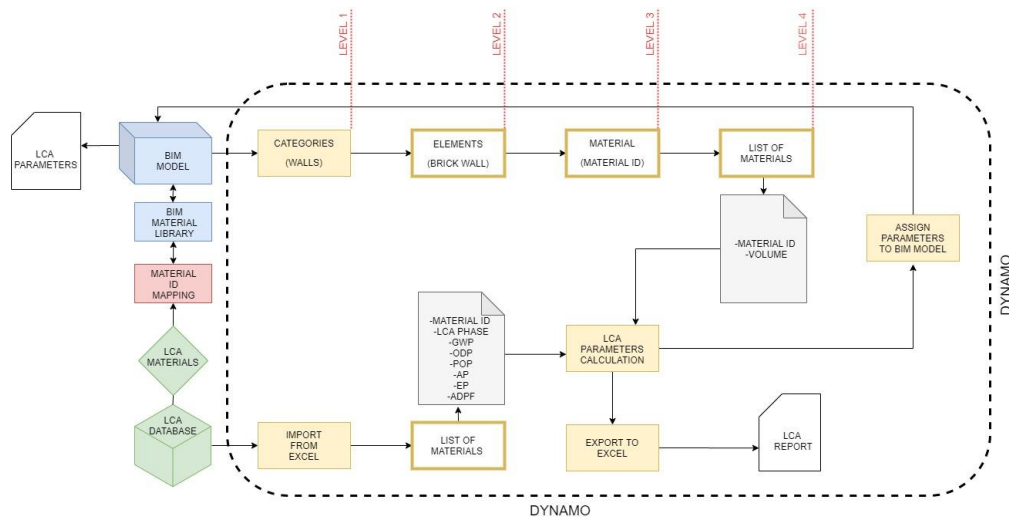 LEVEL 1
LEVEL 2
LEVEL 3
LEVEL 4
LCA
PARAMETERS
BIM
MODEL
CATEGORIES
(WALLS)
ELEMENTS
(BRICK WALL)
MATERIAL
(MATERIAL ID)
LIST OF
MATERIALS
BIM
MATERIAL
LIBRARY
-MATERIAL ID
-VOLUME
ASSIGN
PARAMETERS
TO BIM MODEL
MATERIAL
ID
MAPPING
DYNAMO
LCA
MATERIALS
-MATERIAL ID
-LCA PHASE
-GWP
-ODP
-POP
-AP
-EP
-ADPF
LCA
PARAMETERS
CALCULATION
LCA
DATABASE
IMPORT
FROM
EXCEL
LIST OF
MATERIALS
EXPORT TO
EXCEL
LCA
REPORT
DYNAMO